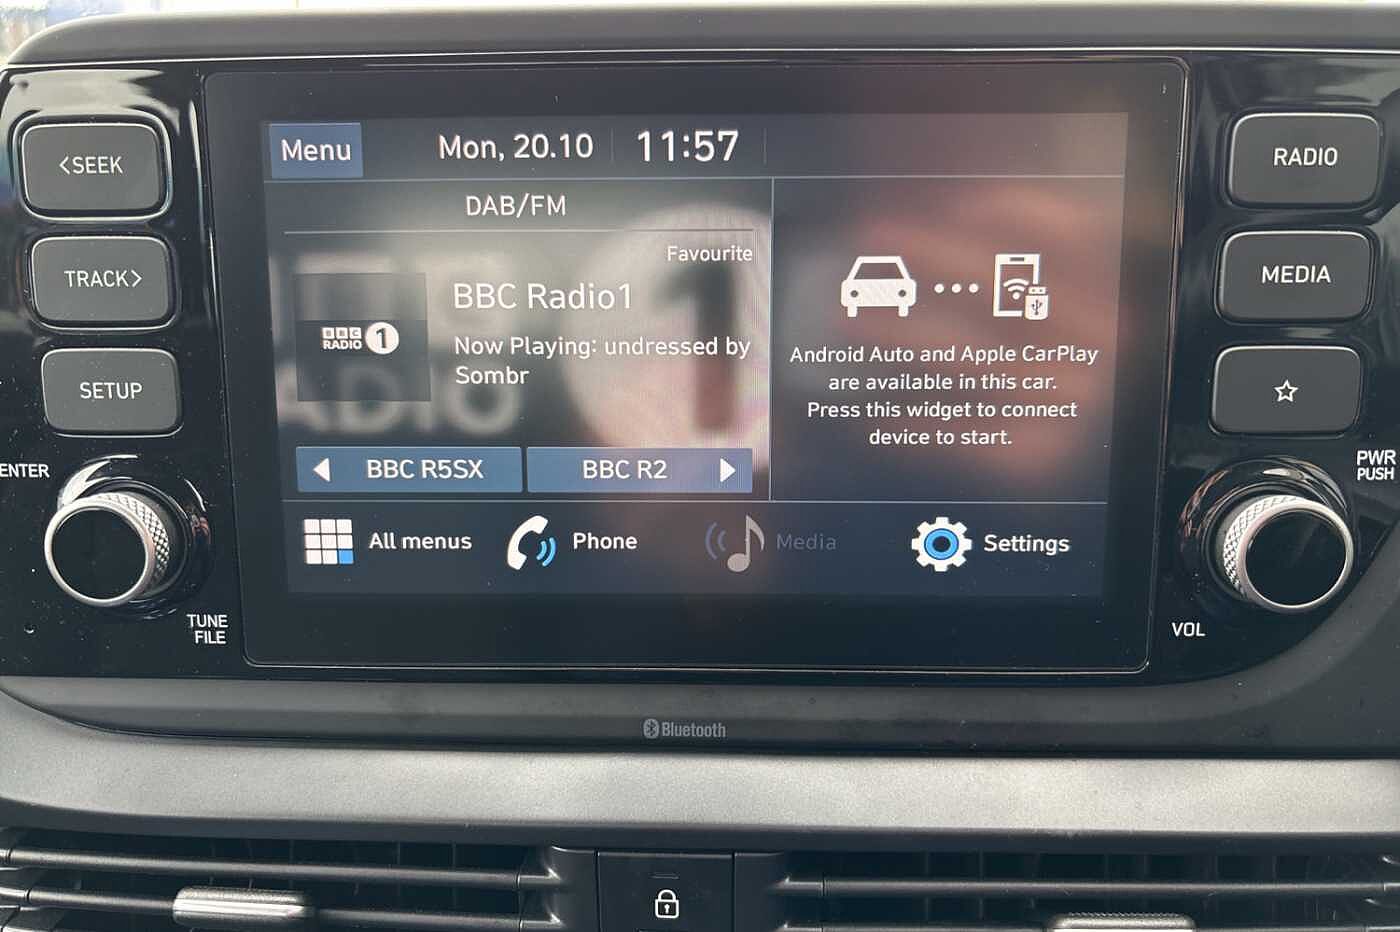 <SEEK
TRACK>
SETUP
ENTER
TUNE
FILE
Menu
Mon, 20.10
11:57
DAB/FM
Favourite
BBC RADIO 1
BBC Radio1
Now Playing: undressed by
Sombr
BBC R5SX
BBC R2
Android Auto and Apple CarPlay
are available in this car.
Press this widget to connect
device to start.
All menus
Phone
Media
Settings
RADIO
MEDIA
PWR
PUSH
VOL
Bluetooth